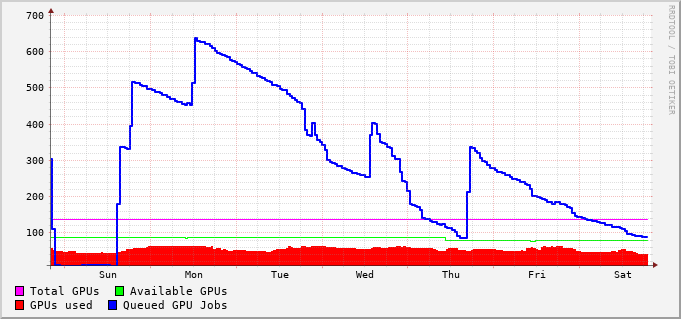 700
600
500
400
300
200
100
Sun Mon Tue Wed Thu Fri Sat
Total GPUs Available GPUs
GPUs used Queued GPU Jobs
RRDTOOL / TOBI OETIKER